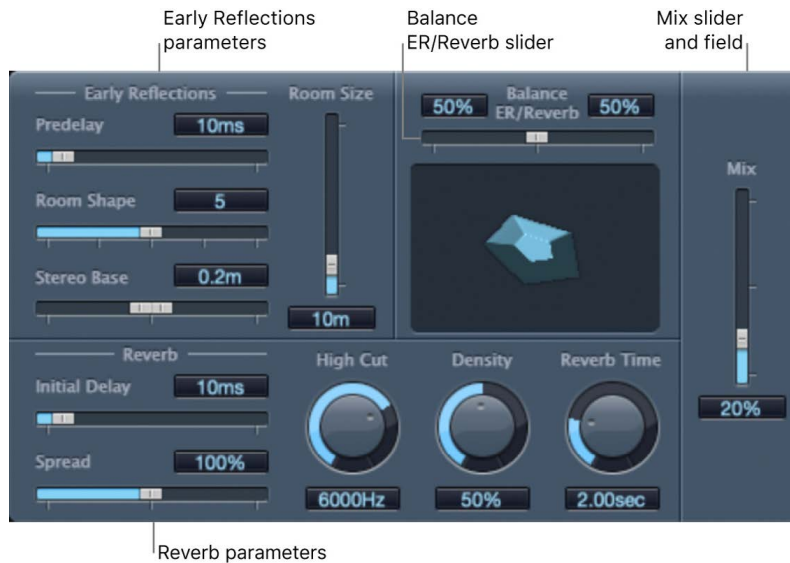 Early Reflections
parameters
Balance
ER/Reverb slider
Mix slider
and field
Early Reflections
Room Size
Predelay
10ms
Room Shape
5
Stereo Base
0.2m
10m
50%
Balance
ER/Reverb
50%
Mix
20%
Reverb
Initial Delay
10ms
Spread
100%
High Cut
6000Hz
Density
50%
Reverb Time
2.00sec
Reverb parameters